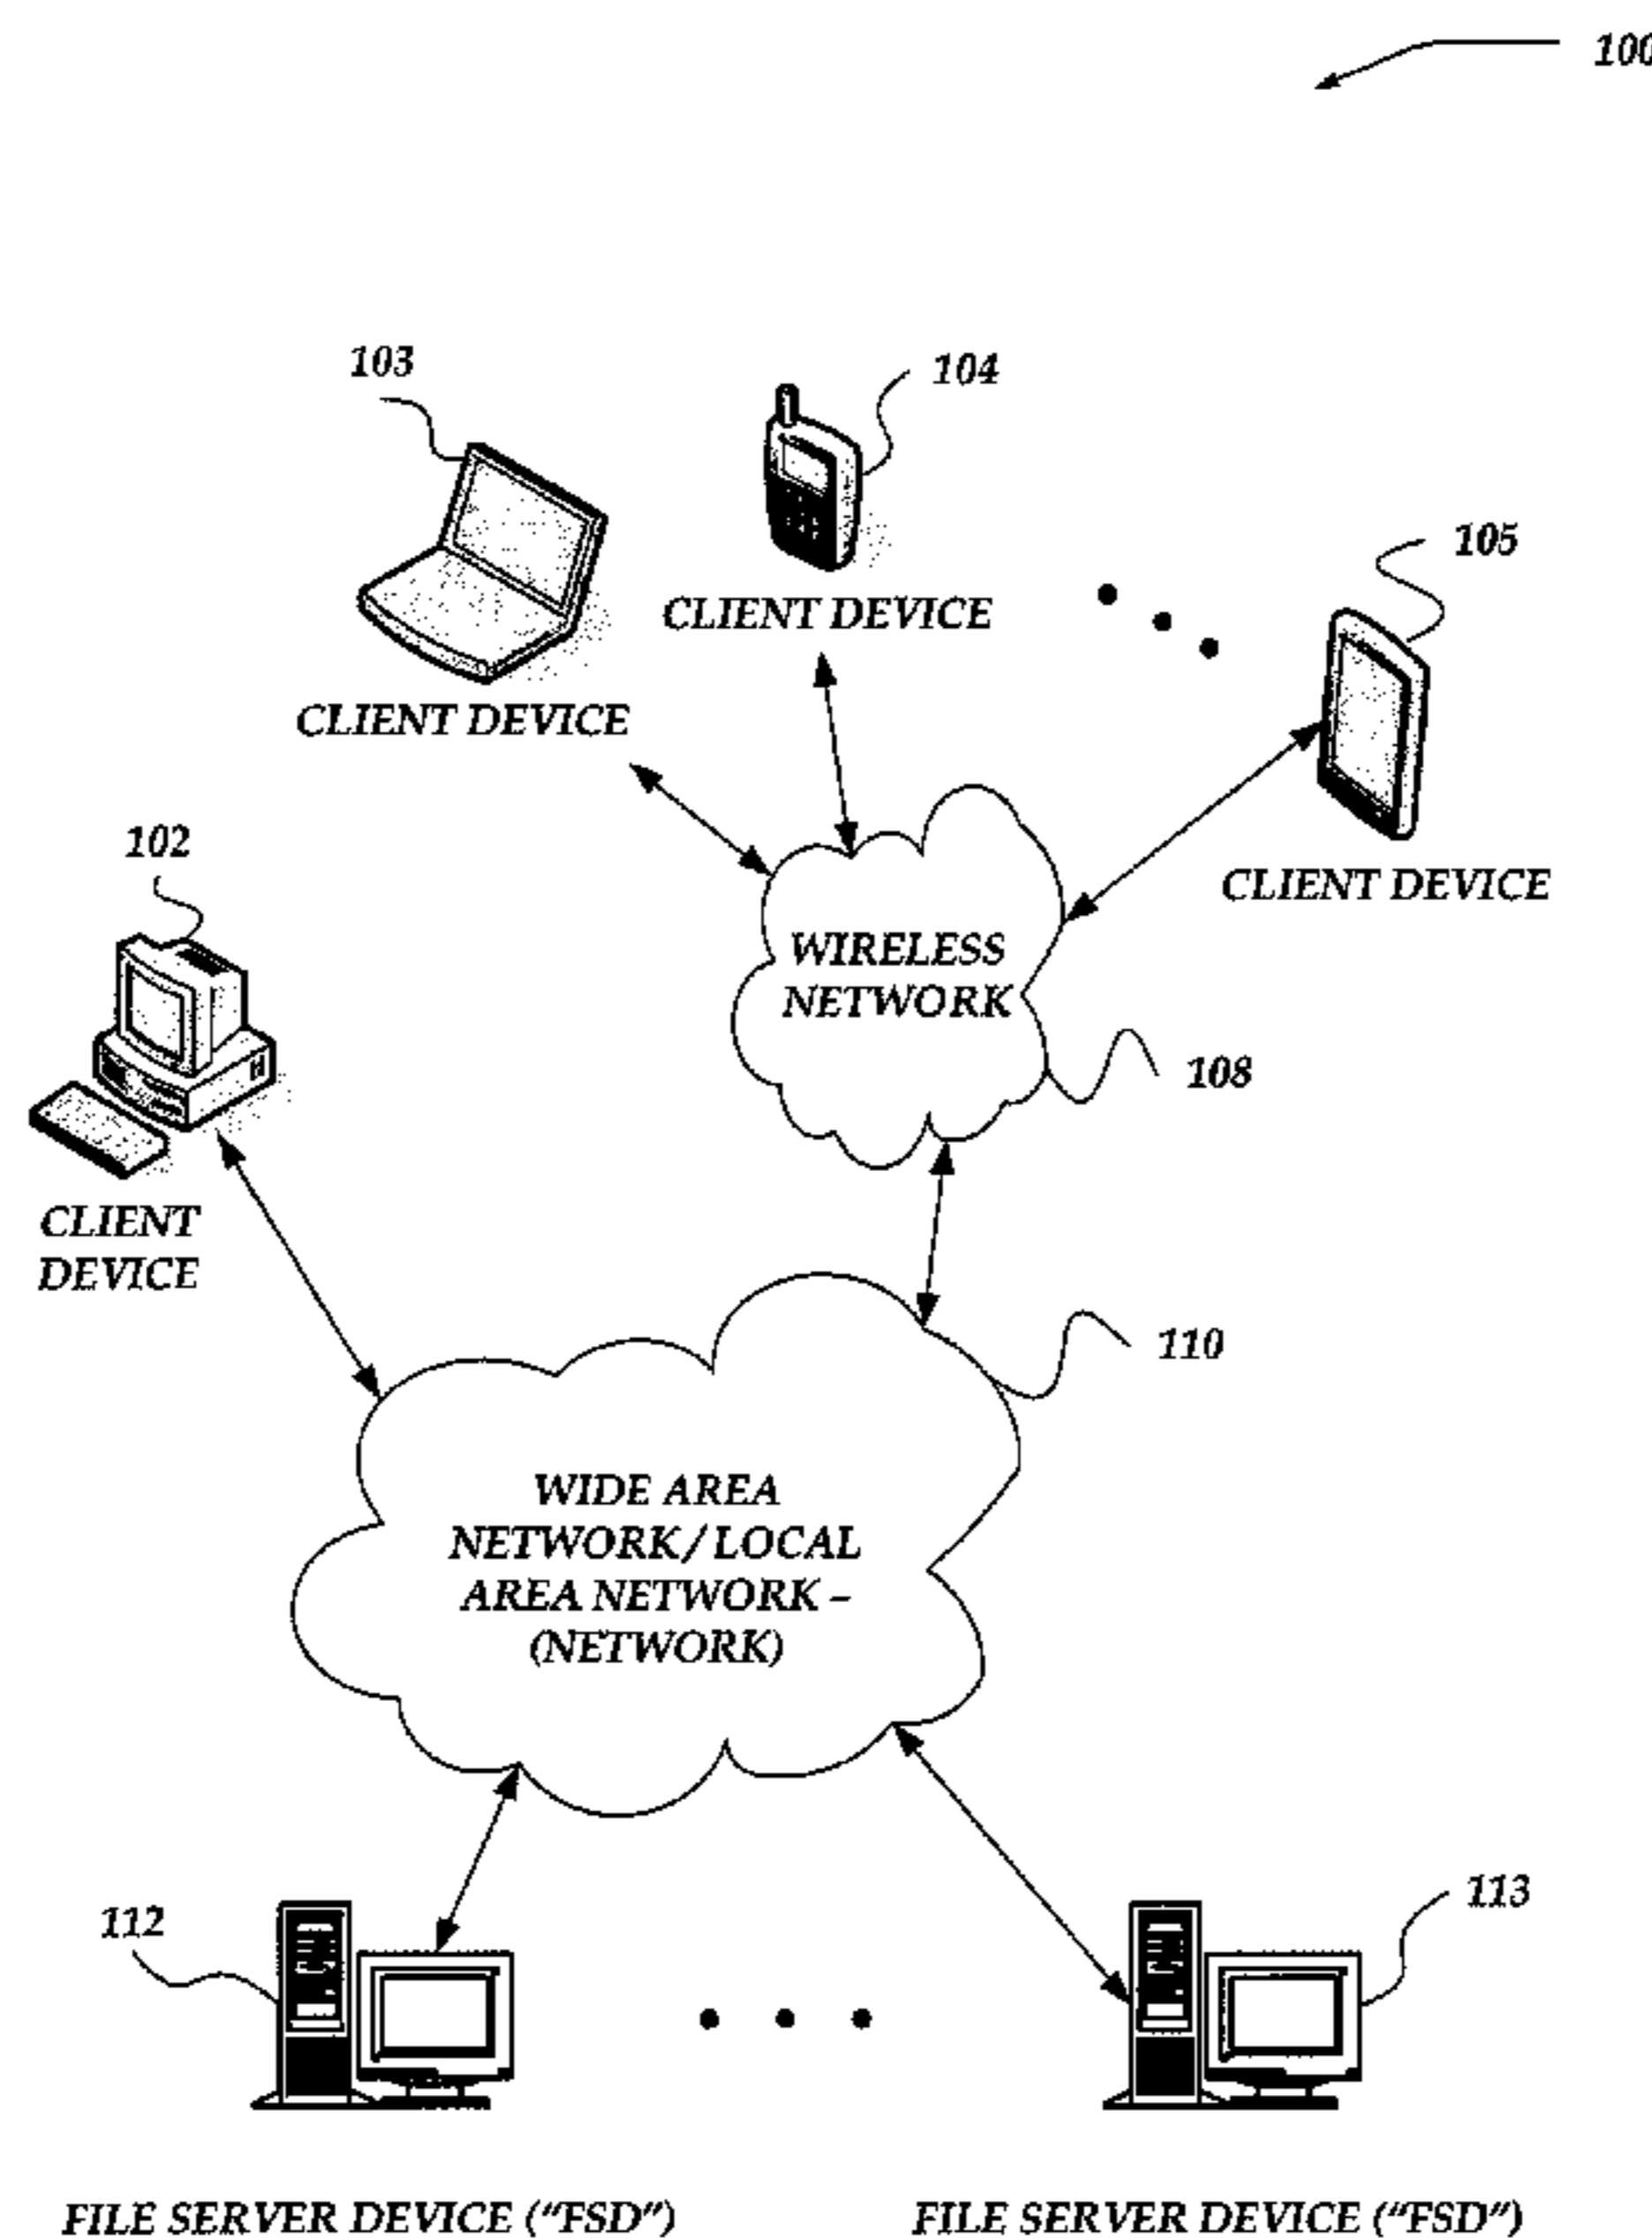 100
103
104
105
CLIENT DEVICE
CLIENT DEVICE
102
CLIENT DEVICE
WIRELESS
NETWORK
108
CLIENT
DEVICE
110
WIDE AREA
NETWORK/LOCAL
AREA NETWORK –
(NETWORK)
112
113
FILE SERVER DEVICE ("FSD")
FILE SERVER DEVICE ("FSD")